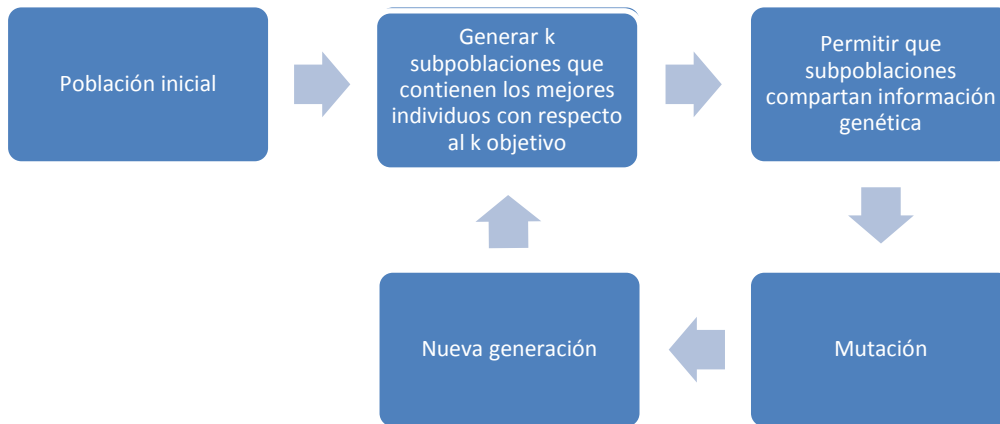 Población inicial
Generar k
subpoblaciones que
contienen los mejores
individuos con respecto
al k objetivo
Permitir que
subpoblaciones
compartan información
genética
Mutación
Nueva generación